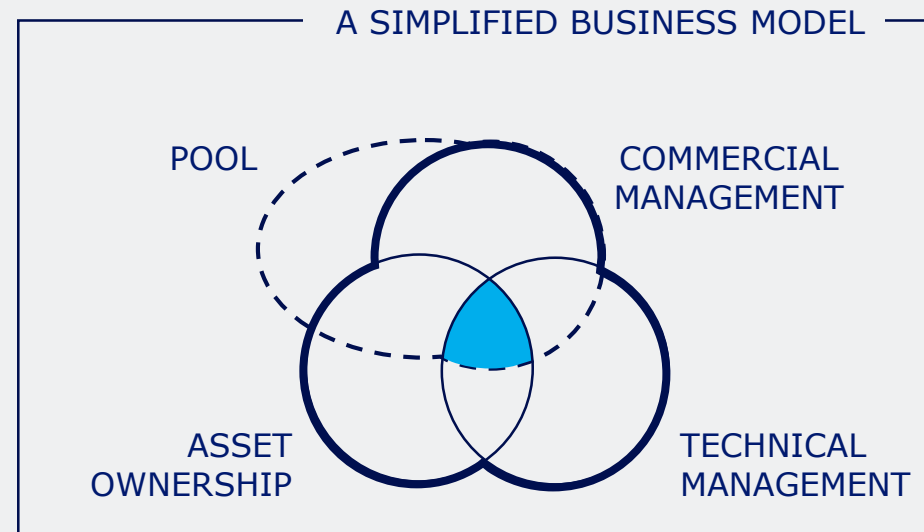 A SIMPLIFIED BUSINESS MODEL
POOL
COMMERCIAL
MANAGEMENT
ASSET
OWNERSHIP
TECHNICAL
MANAGEMENT